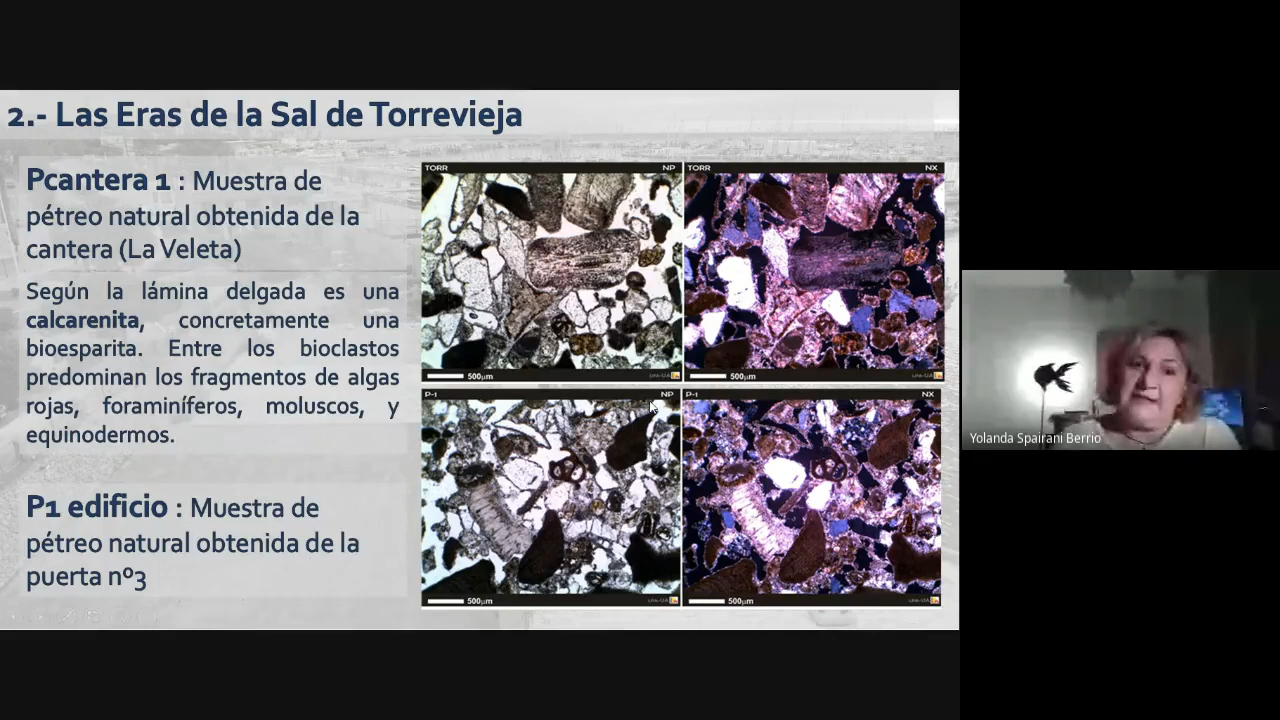 2.- Las Eras de la Sal de Torrevieja
Pcantera 1 : Muestra de
pétreo natural obtenida de la
cantera (La Veleta)
Según la lámina delgada es una
calcarenita, concretamente una
bioesparita. Entre los bioclastos
predominan los fragmentos de algas
rojas, foraminíferos, moluscos, y
equinodermos.
P1 edificio : Muestra de
pétreo natural obtenida de la
puerta nº3
TORR NP
TORR NX
500µm
500µm
P-1 NP
P-1 NX
500µm
500µm
Yolanda Spairani Berrio